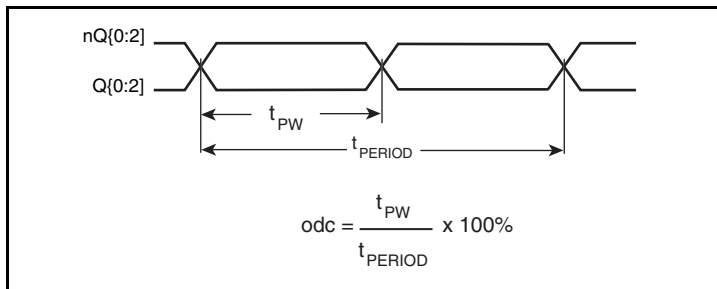 nQ{0:2]
Q{0:2]
tPW
tPERIOD
odc = tPW / tPERIOD x 100%